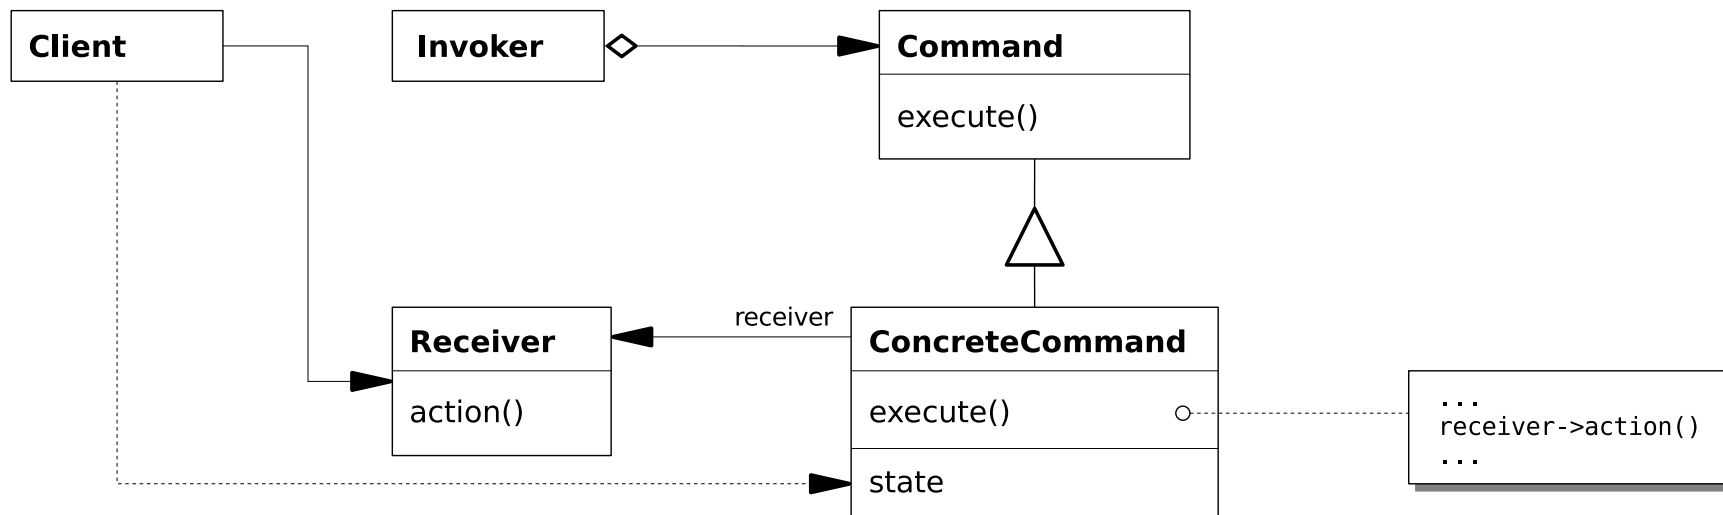 Client
Invoker
Command
execute()
receiver
Receiver
action()
ConcreteCommand
execute()
state
...
receiver->action()
...